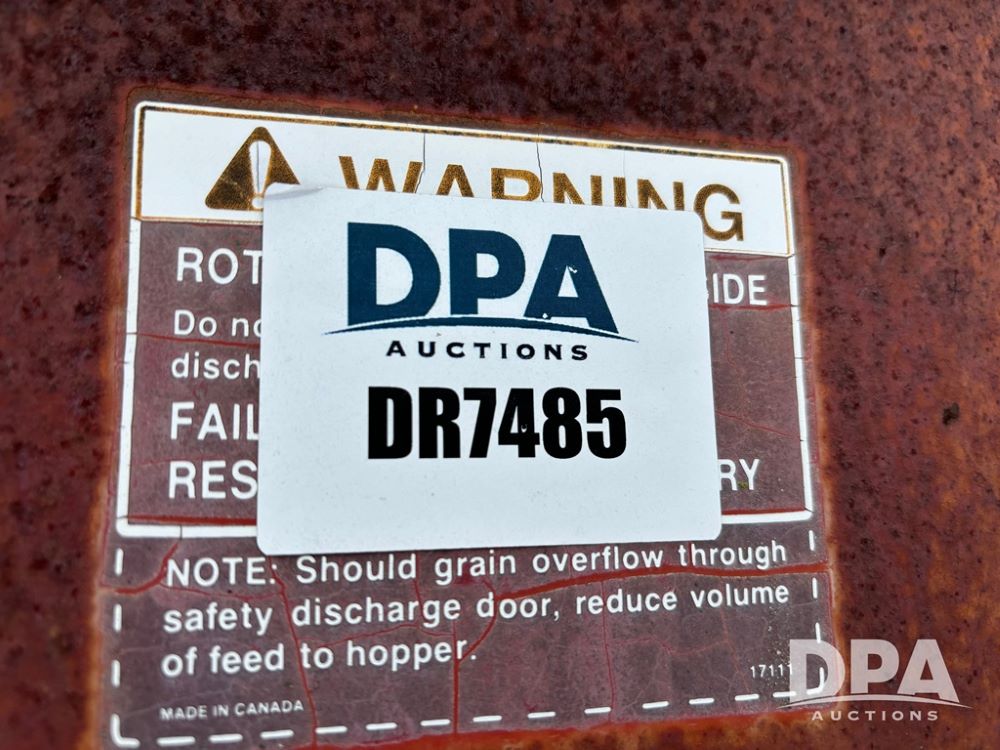 WARNING
ROT
IDE
Do no
disch
FAIL
RES
RY
DPA
AUCTIONS
DR7485
NOTE: Should grain overflow through
safety discharge door, reduce volume
of feed to hopper.
MADE IN CANADA
DPA
AUCTIONS